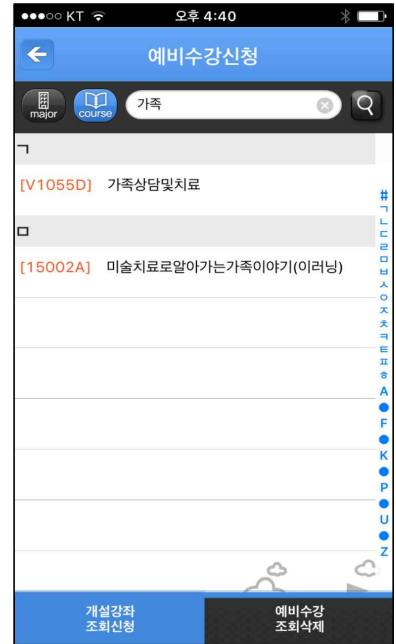 KT 오후 4:40
예비수강신청
major course 가족
ㄱ
[V1055D] 가족상담및치료
ㅁ
[15002A] 미술치료로알아가는가족이야기(이러닝)
#
ㄱ
ㄴ
ㄷ
ㄹ
ㅁ
ㅂ
ㅅ
ㅇ
ㅈ
ㅊ
ㅋ
ㅌ
ㅍ
ㅎ
A
F
K
P
U
Z
개설강좌
조회신청
예비수강
조회삭제